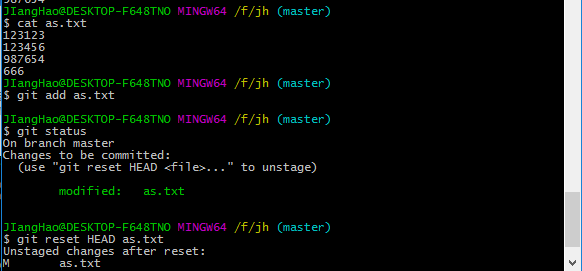 JIangHao@DESKTOP-F648TNO MINGW64 /f/jh (master)
$ cat as.txt
123123
123456
987654
666
JIangHao@DESKTOP-F648TNO MINGW64 /f/jh (master)
$ git add as.txt
JIangHao@DESKTOP-F648TNO MINGW64 /f/jh (master)
$ git status
On branch master
Changes to be committed:
  (use "git reset HEAD <file>..." to unstage)
        modified:   as.txt
JIangHao@DESKTOP-F648TNO MINGW64 /f/jh (master)
$ git reset HEAD as.txt
Unstaged changes after reset:
M       as.txt